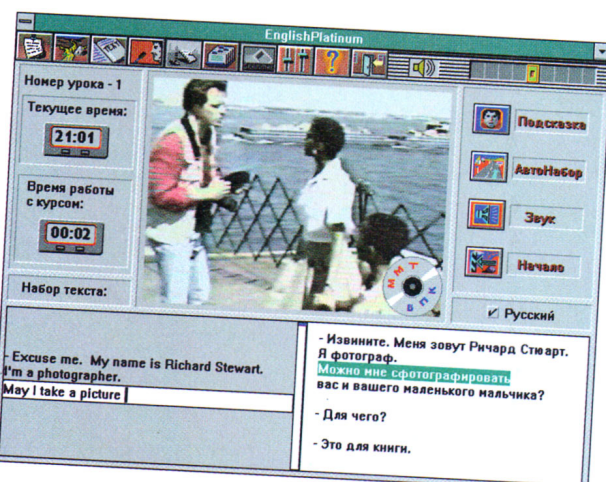 EnglishPlatinum
Номер урока - 1
Текущее время:
21:01
Время работы
с курсом:
00:02
Набор текста:
Подсказка
АвтоНабор
Звук
Начало
Русский
М М Т
Б П К
- Excuse me. My name is Richard Stewart.
I'm a photographer.
May I take a picture
- Извините. Меня зовут Ричард Стюарт.
Я фотограф.
Можно мне сфотографировать
вас и вашего маленького мальчика?
- Для чего?
- Это для книги.